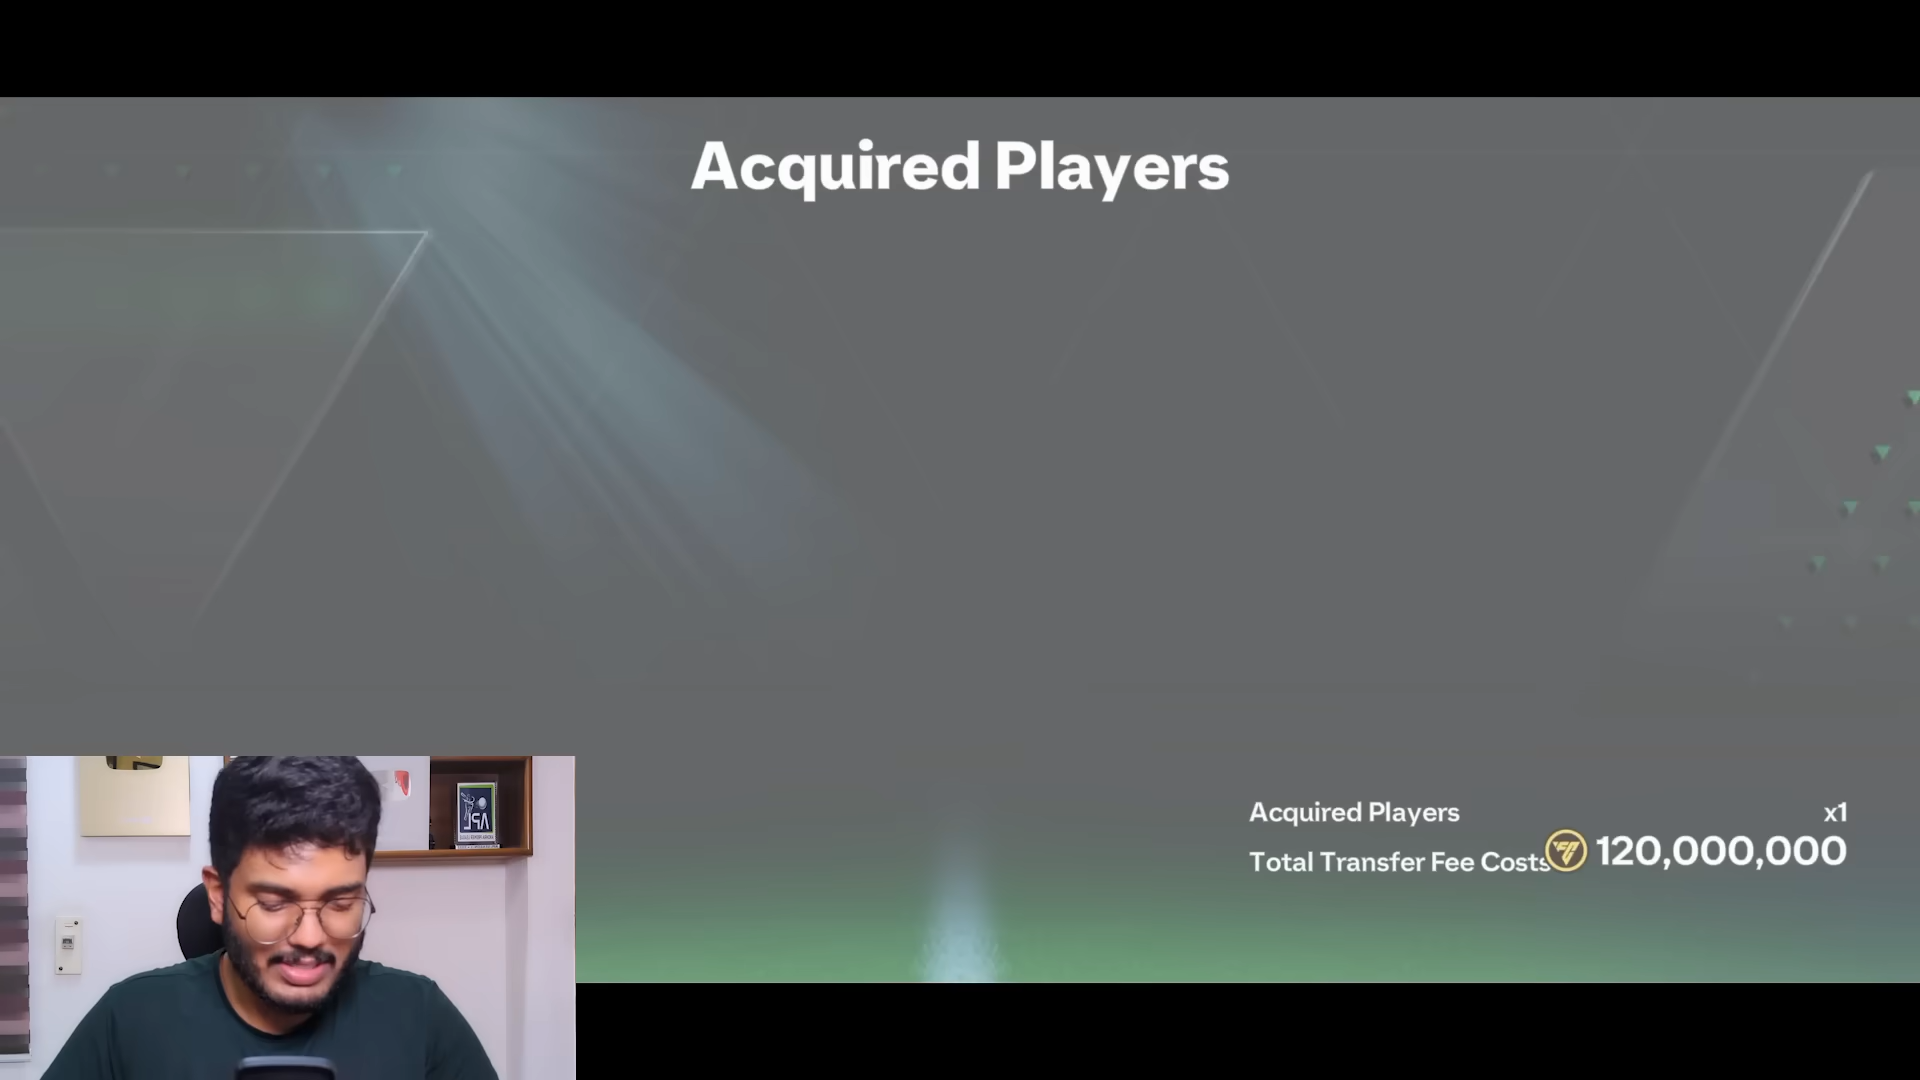 Acquired Players
Acquired Players x1
Total Transfer Fee Costs 120,000,000